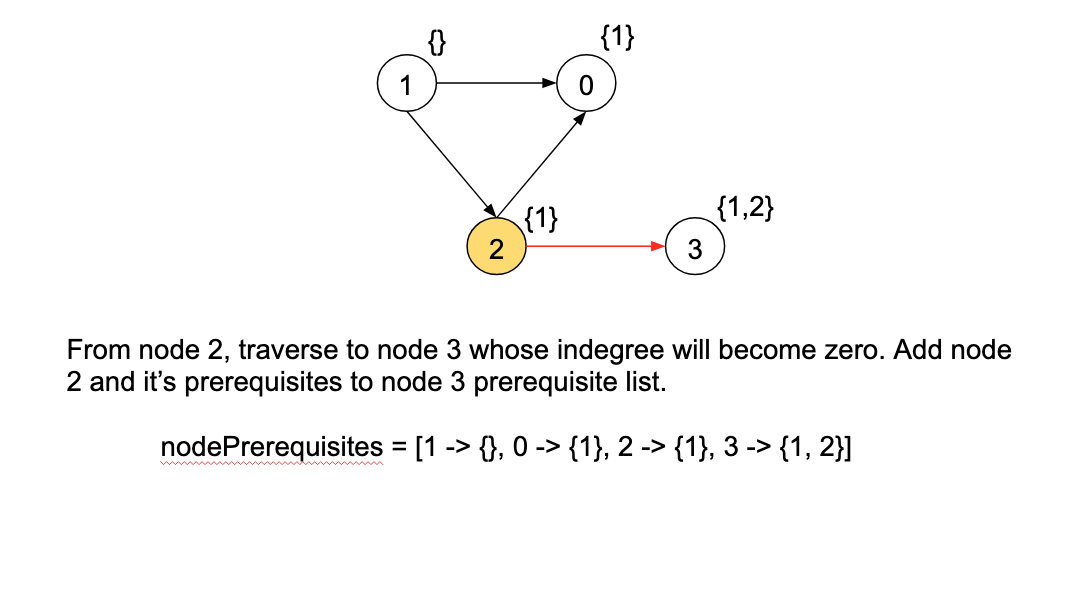 {}
{1}
1
0
{1}
{1,2}
2
3
From node 2, traverse to node 3 whose indegree will become zero. Add node
2 and it’s prerequisites to node 3 prerequisite list.
nodePrerequisites = [1 -> {}, 0 -> {1}, 2 -> {1}, 3 -> {1, 2}]